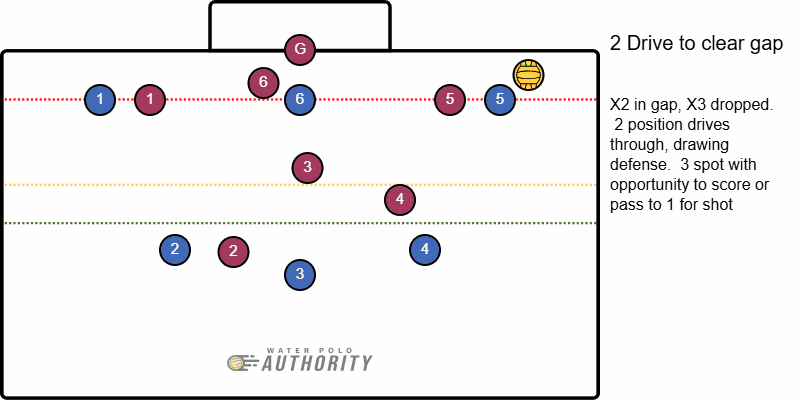 G
2 Drive to clear gap
6
1
1
6
5
5
X2 in gap, X3 dropped.
2 position drives
through, drawing
defense.  3 spot with
opportunity to score or
pass to 1 for shot
3
4
2
2
4
3
WATER POLO
AUTHORITY